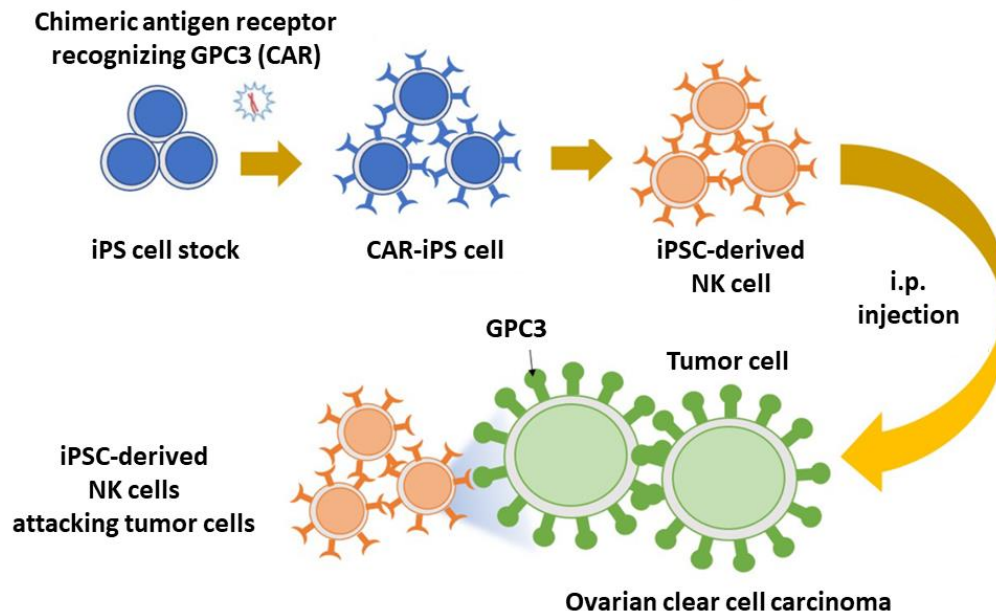 Chimeric antigen receptor
recognizing GPC3 (CAR)
iPS cell stock
CAR-iPS cell
iPSC-derived
NK cell
i.p.
injection
GPC3
Tumor cell
iPSC-derived
NK cells
attacking tumor cells
Ovarian clear cell carcinoma